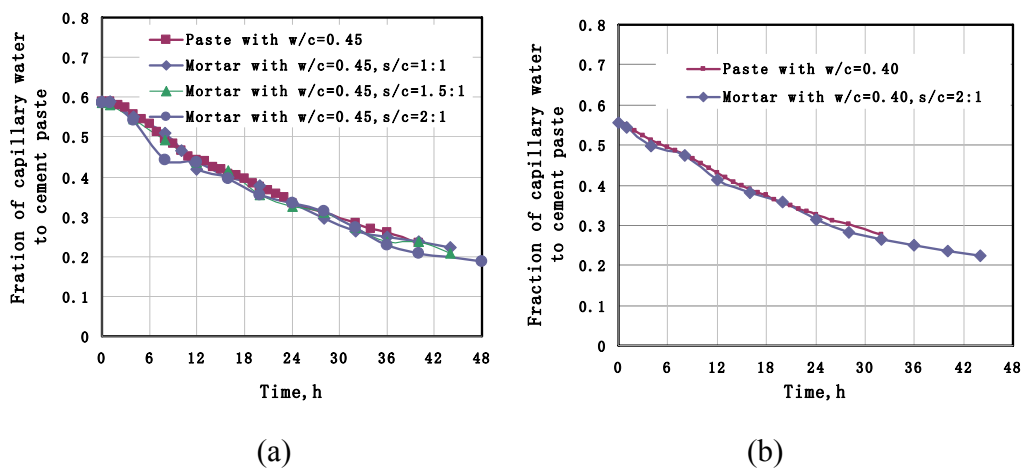 Fration of capillary water
to cement paste
0.8
0.7
0.6
0.5
0.4
0.3
0.2
0.1
0
Paste with w/c=0.45
Mortar with w/c=0.45,s/c=1:1
Mortar with w/c=0.45,s/c=1.5:1
Mortar with w/c=0.45,s/c=2:1
0 6 12 18 24 30 36 42 48
Time,h
(a)
Fraction of capillary water
to cement paste
0.8
0.7
0.6
0.5
0.4
0.3
0.2
0.1
0
Paste with w/c=0.40
Mortar with w/c=0.40,s/c=2:1
0 6 12 18 24 30 36 42 48
Time,h
(b)